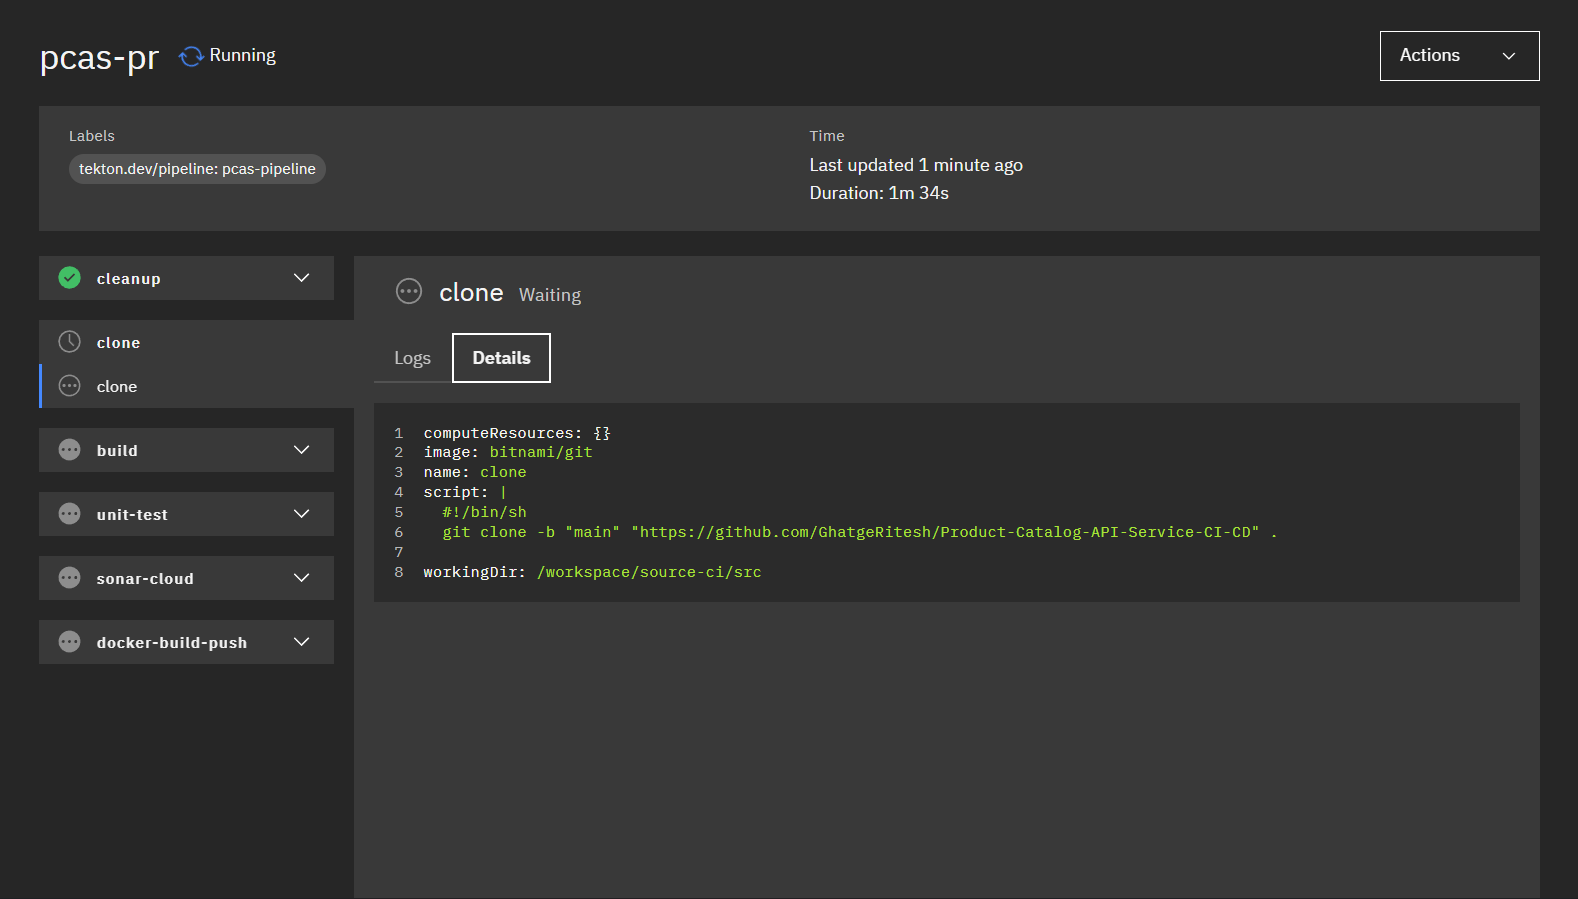 pcas-pr Running
Actions
Labels
tekton.dev/pipeline: pcas-pipeline
Time
Last updated 1 minute ago
Duration: 1m 34s
cleanup
clone
clone
build
unit-test
sonar-cloud
docker-build-push
clone Waiting
Logs Details
1 computeResources: {}
2 image: bitnami/git
3 name: clone
4 script: |
5 #!/bin/sh
6 git clone -b "main" "https://github.com/GhatgeRitesh/Product-Catalog-API-Service-CI-CD" .
7
8 workingDir: /workspace/source-ci/src